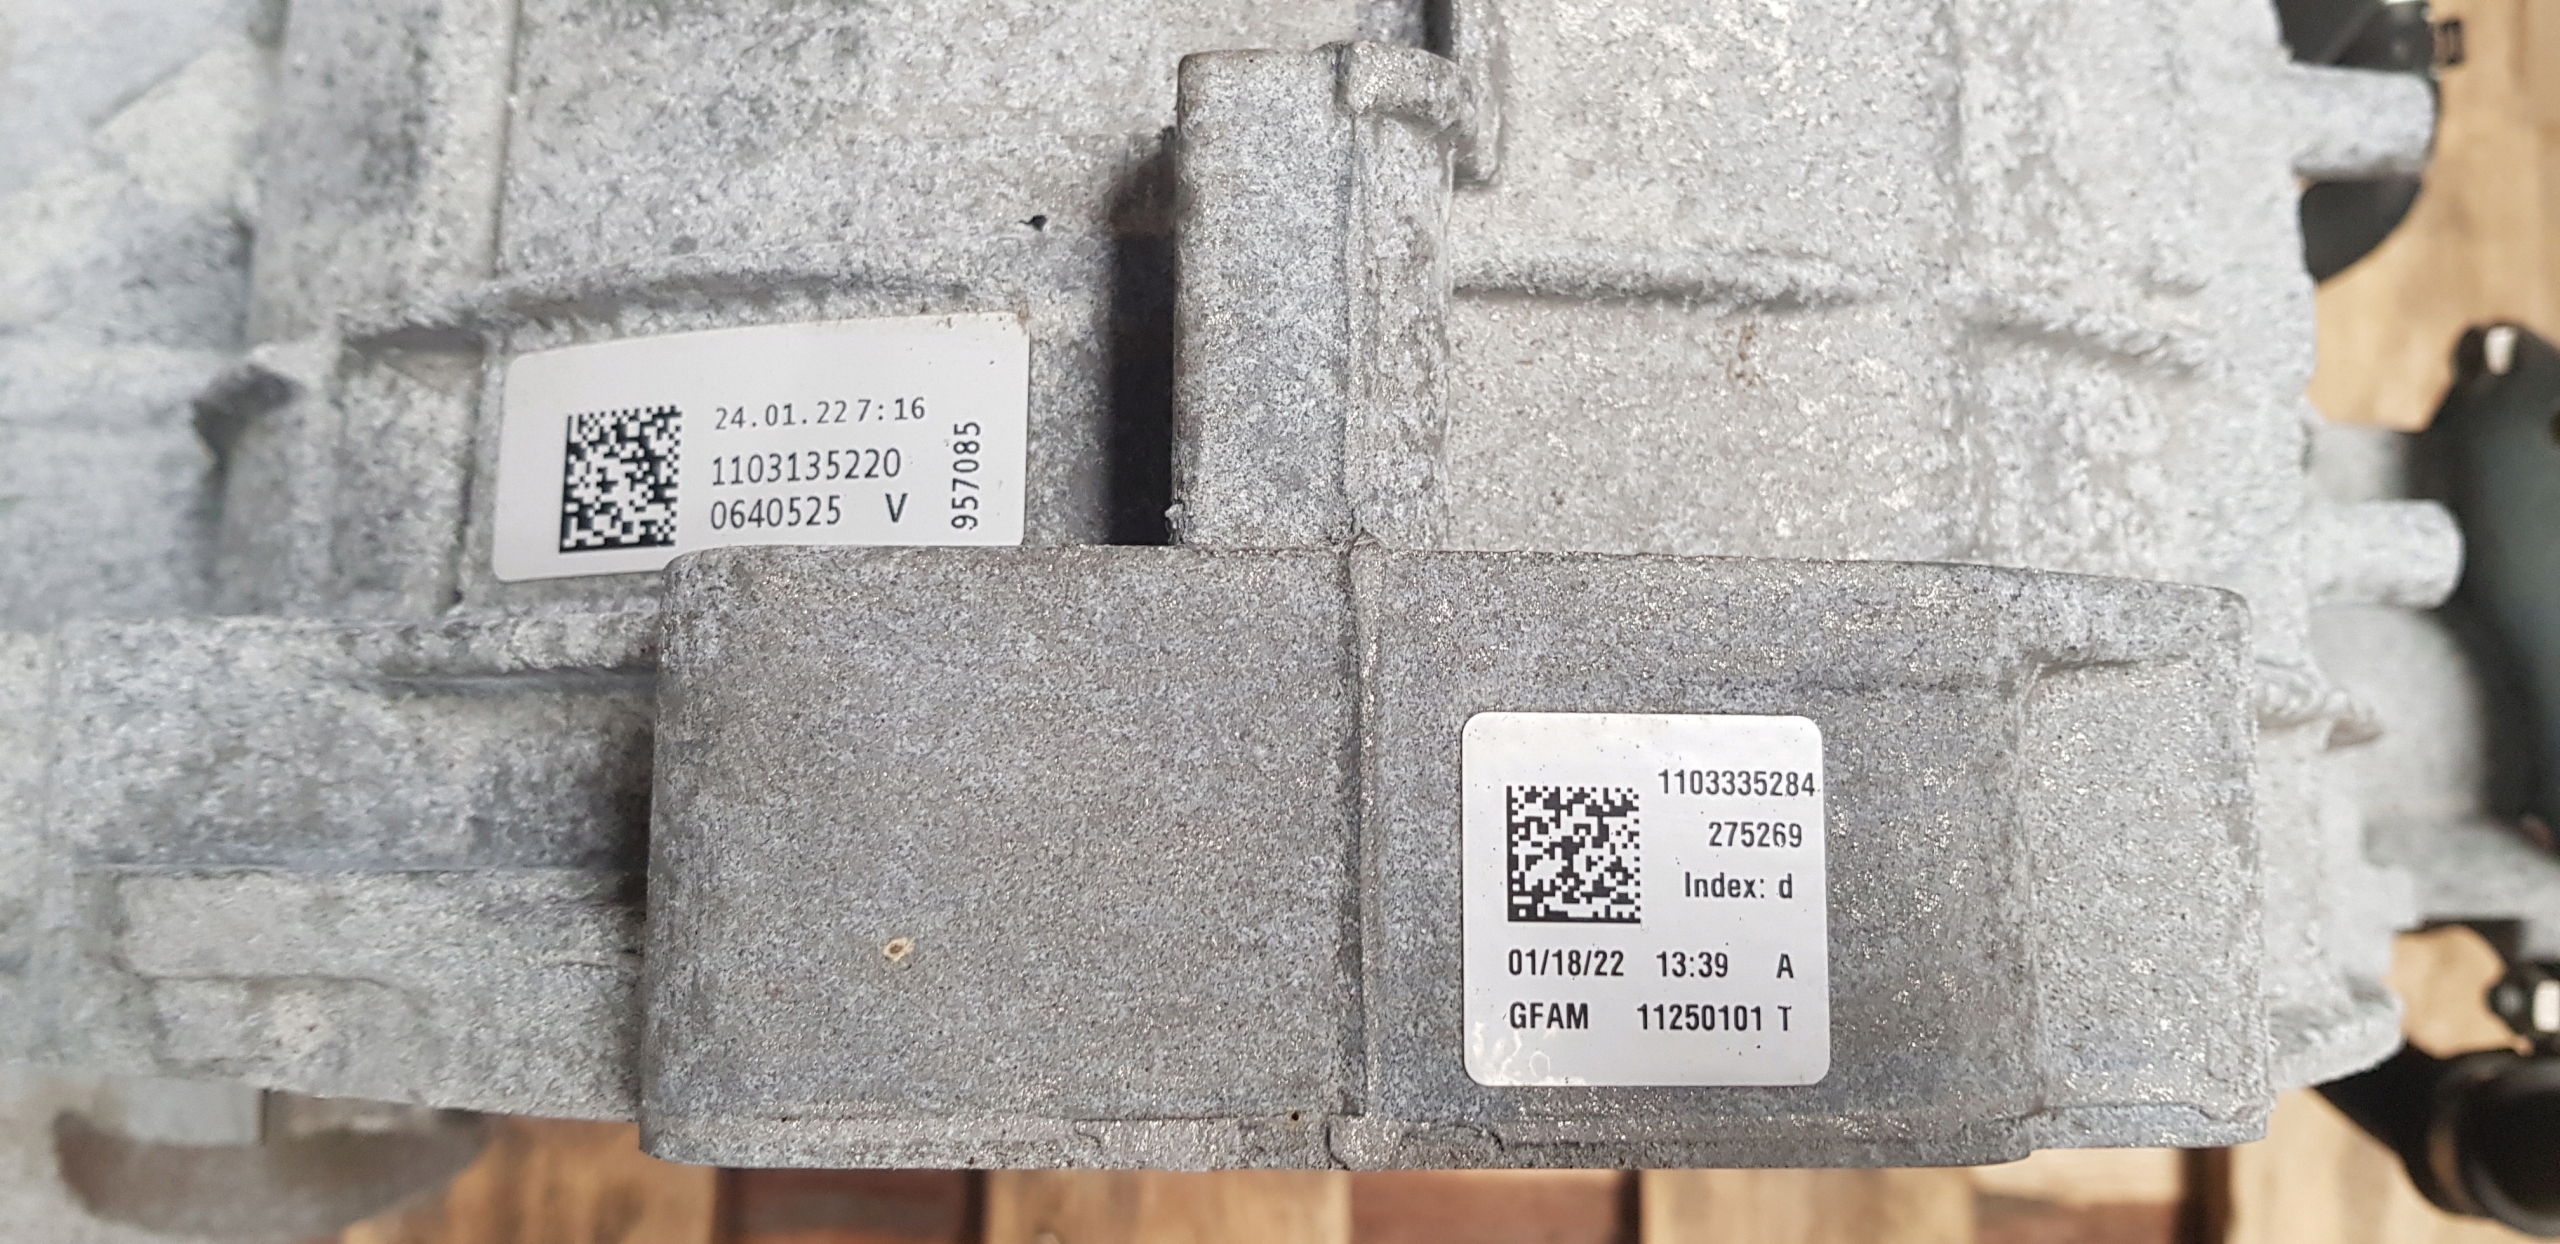 24.01.22 7:16
1103135220
0640525 V
957085
1103335284
275269
Index: d
01/18/22 13:39 A
GFAM 11250101 T